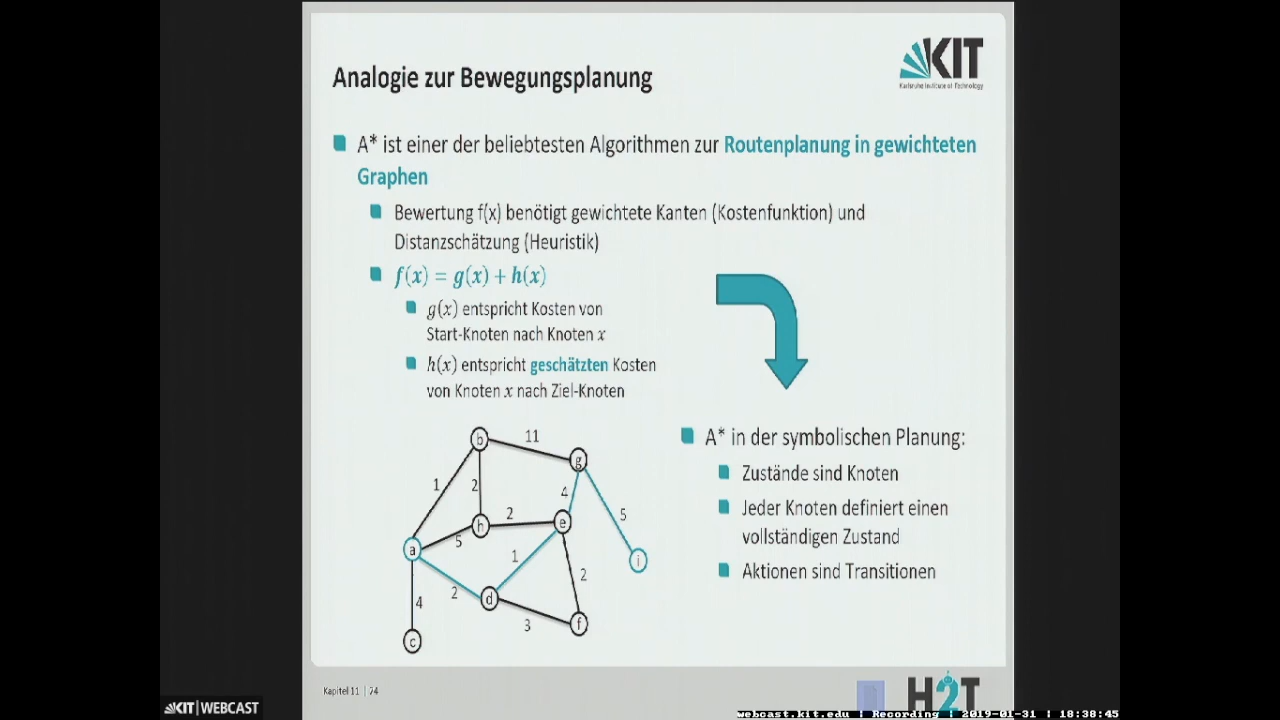 Analogie zur Bewegungsplanung
KIT
Karlsruhe Institute of Technology
A* ist einer der beliebtesten Algorithmen zur Routenplanung in gewichteten
Graphen
Bewertung f(x) benötigt gewichtete Kanten (Kostenfunktion) und
Distanzschätzung (Heuristik)
f(x) = g(x) + h(x)
g(x) entspricht Kosten von
Start-Knoten nach Knoten x
h(x) entspricht geschätzten Kosten
von Knoten x nach Ziel-Knoten
b
11
g
1
2
4
5
h
2
e
a
5
1
i
2
2
4
d
3
f
c
A* in der symbolischen Planung:
Zustände sind Knoten
Jeder Knoten definiert einen
vollständigen Zustand
Aktionen sind Transitionen
Kapitel 11 | 24
H2T
KIT | WEBCAST
webcast.kit.edu | Recording | 2019-01-31 | 18:38:45